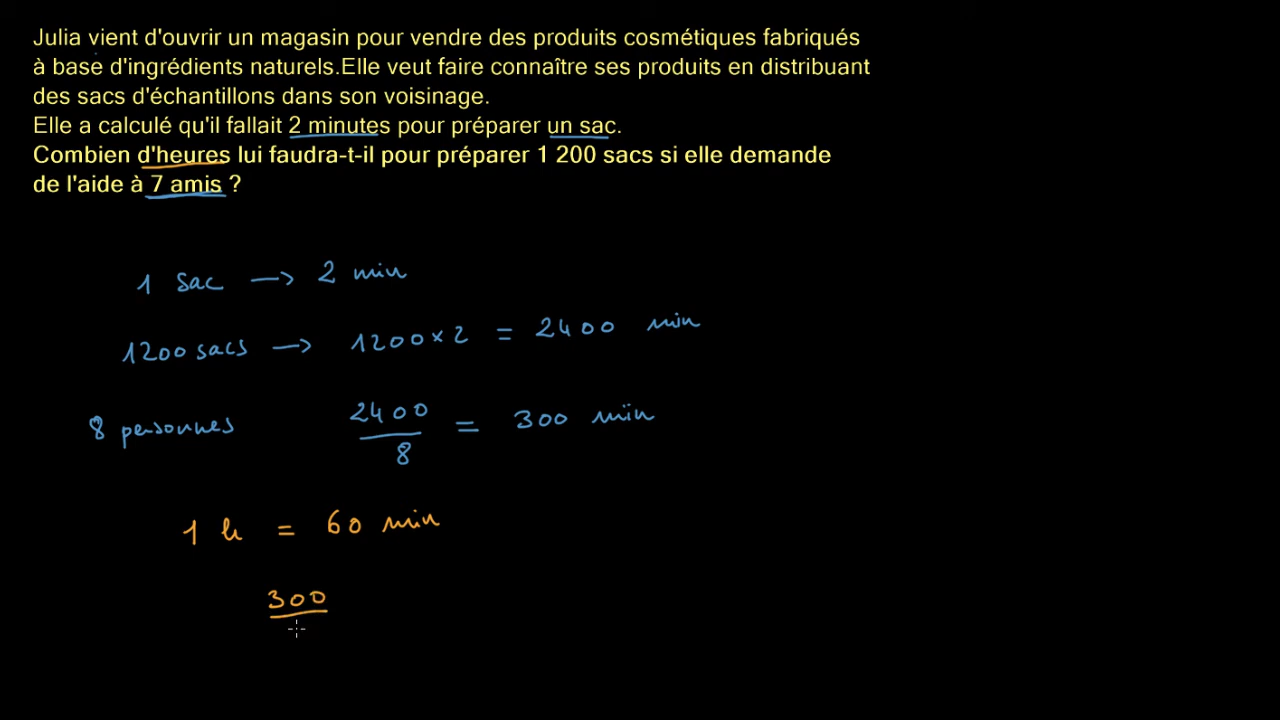 Julia vient d'ouvrir un magasin pour vendre des produits cosmétiques fabriqués
à base d'ingrédients naturels.Elle veut faire connaître ses produits en distribuant
des sacs d'échantillons dans son voisinage.
Elle a calculé qu'il fallait 2 minutes pour préparer un sac.
Combien d'heures lui faudra-t-il pour préparer 1 200 sacs si elle demande
de l'aide à 7 amis ?
1 sac → 2 min
1200 sacs → 1200 × 2 = 2400 min
8 personnes 2400/8 = 300 min
1 h = 60 min
300